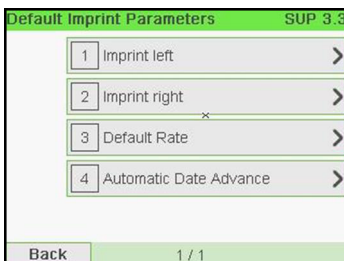 Default Imprint Parameters SUP 3.3
1 Imprint left
2 Imprint right
3 Default Rate
4 Automatic Date Advance
Back 1 / 1